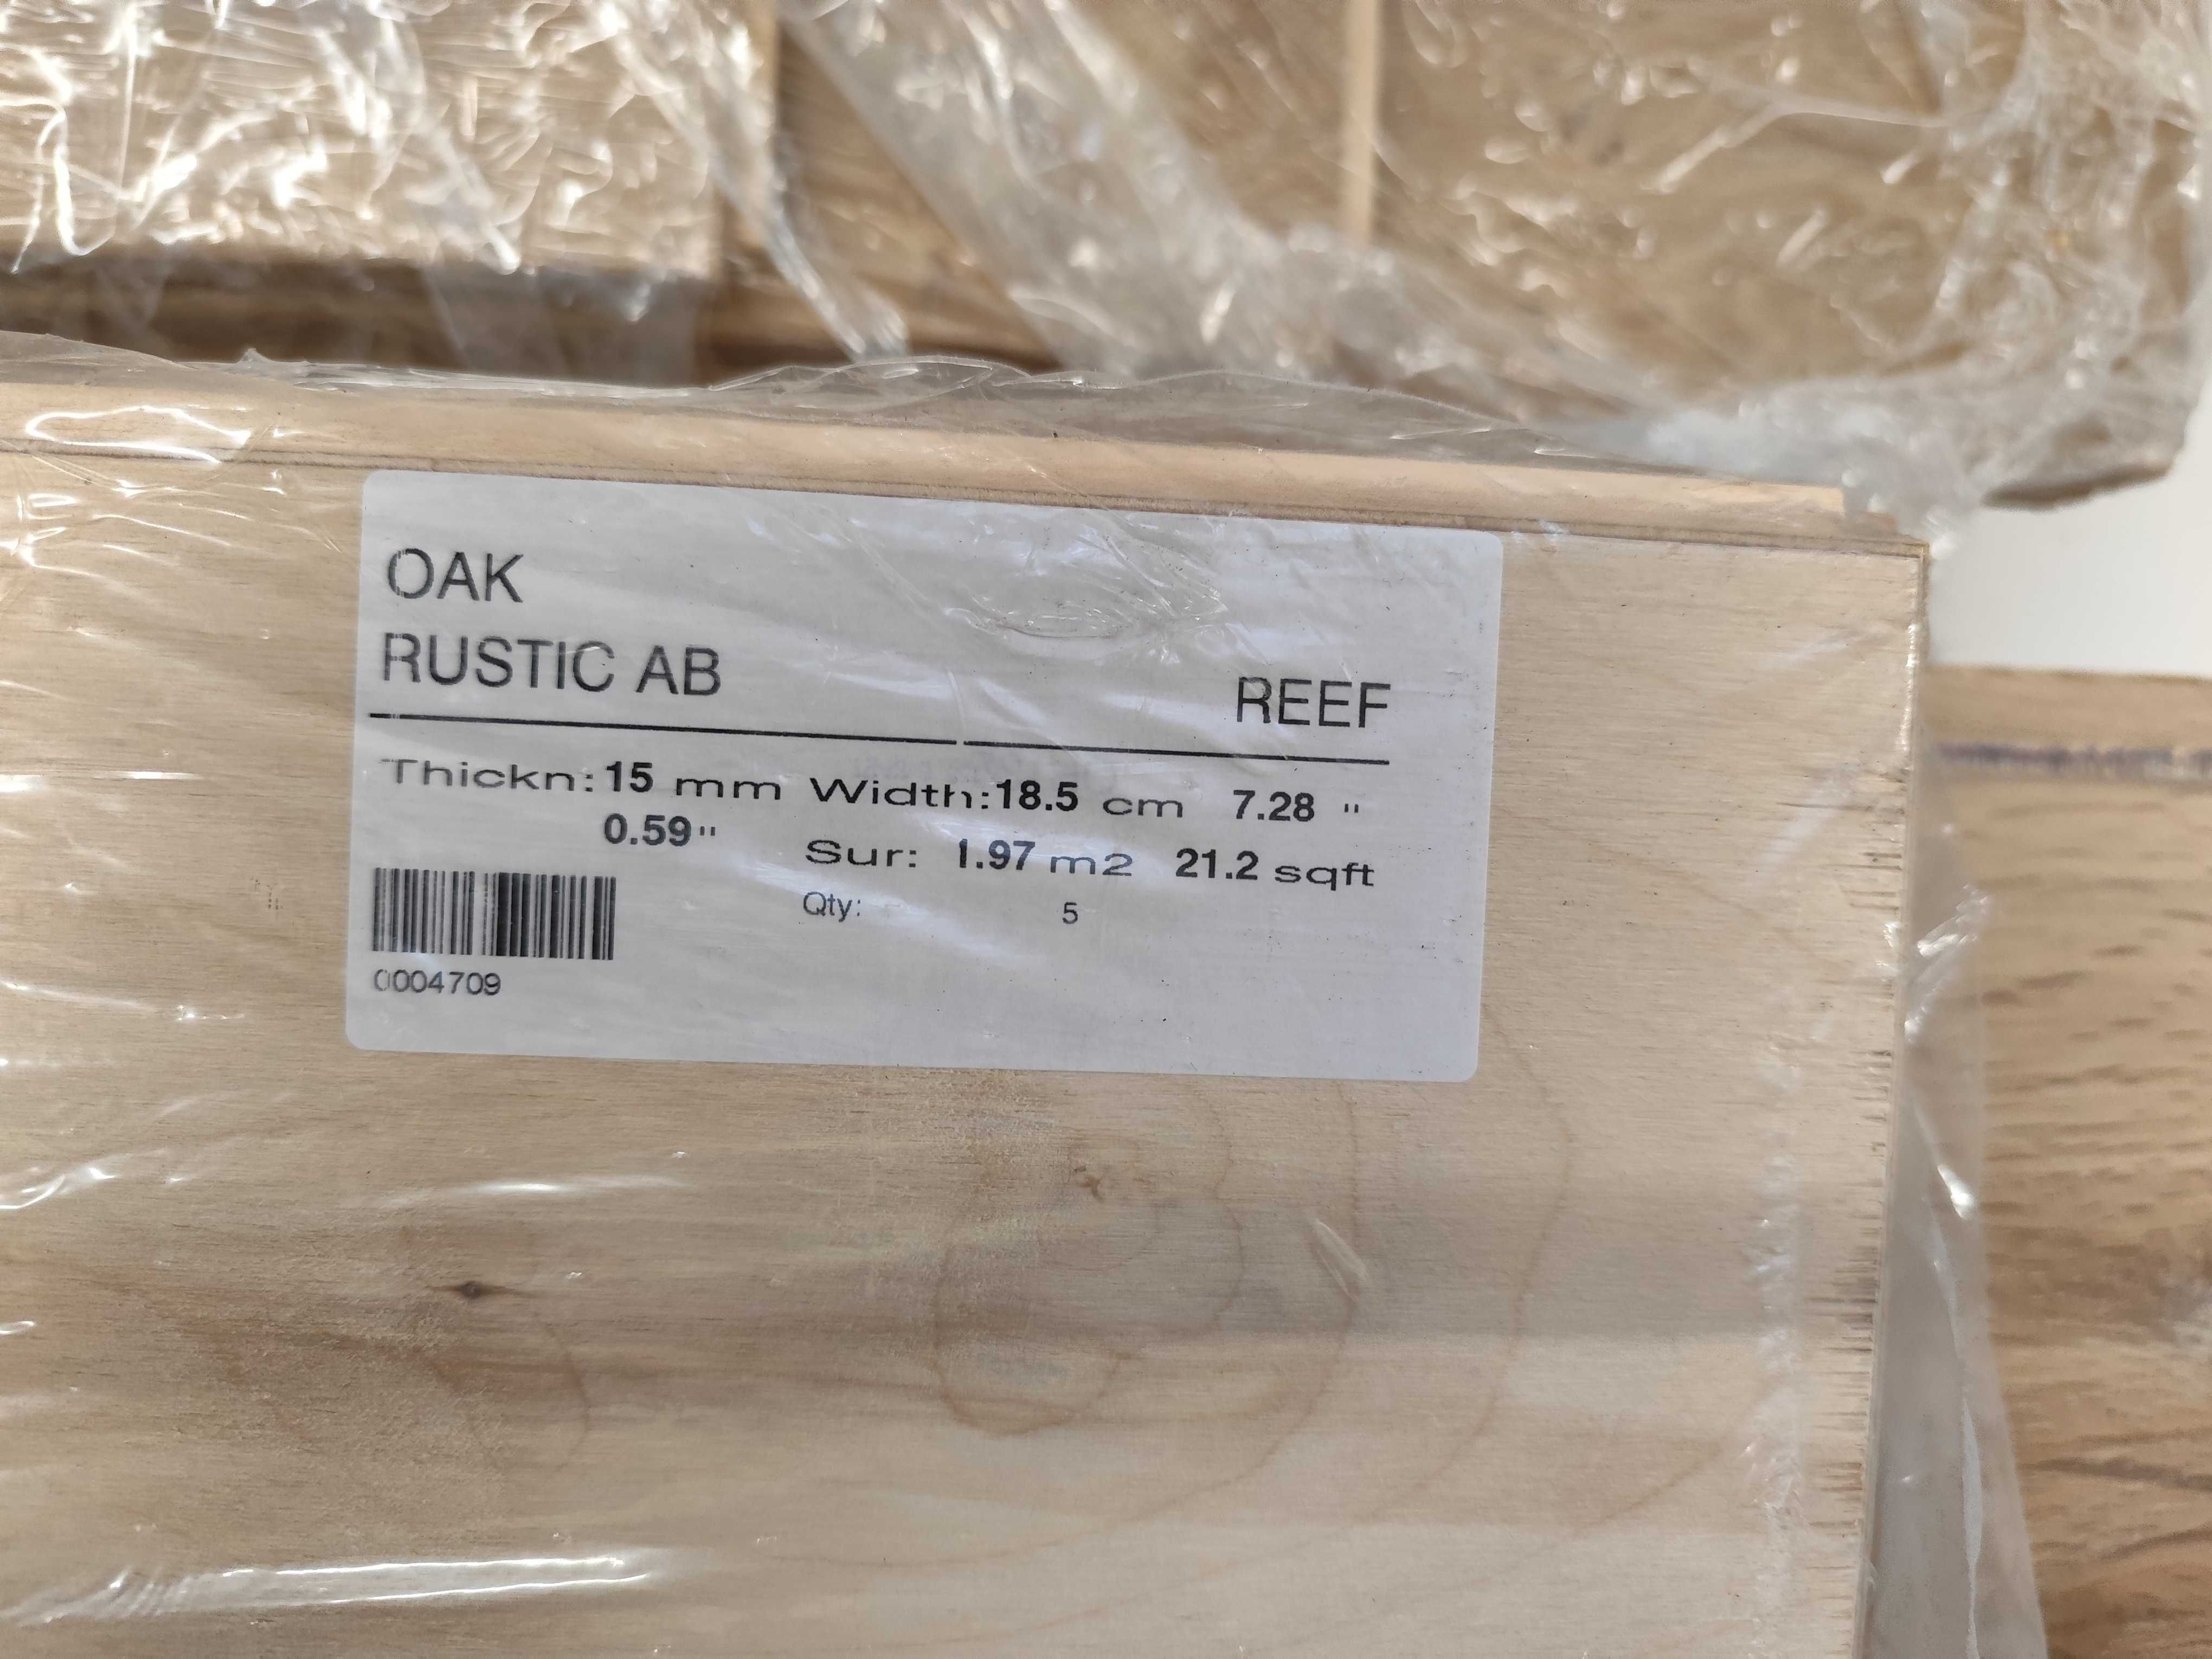 OAK
RUSTIC AB REEF
Thickn: 15 mm Width: 18.5 cm 7.28 "
0.59" Sur: 1.97 m2 21.2 sqft
Qty: 5
0004709